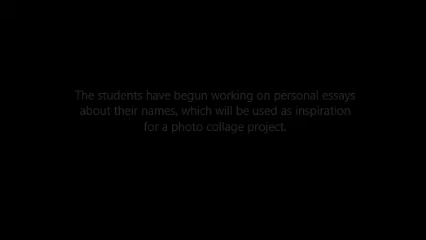 The students have begun working on personal essays
about their names, which will be used as inspiration
for a photo collage project.